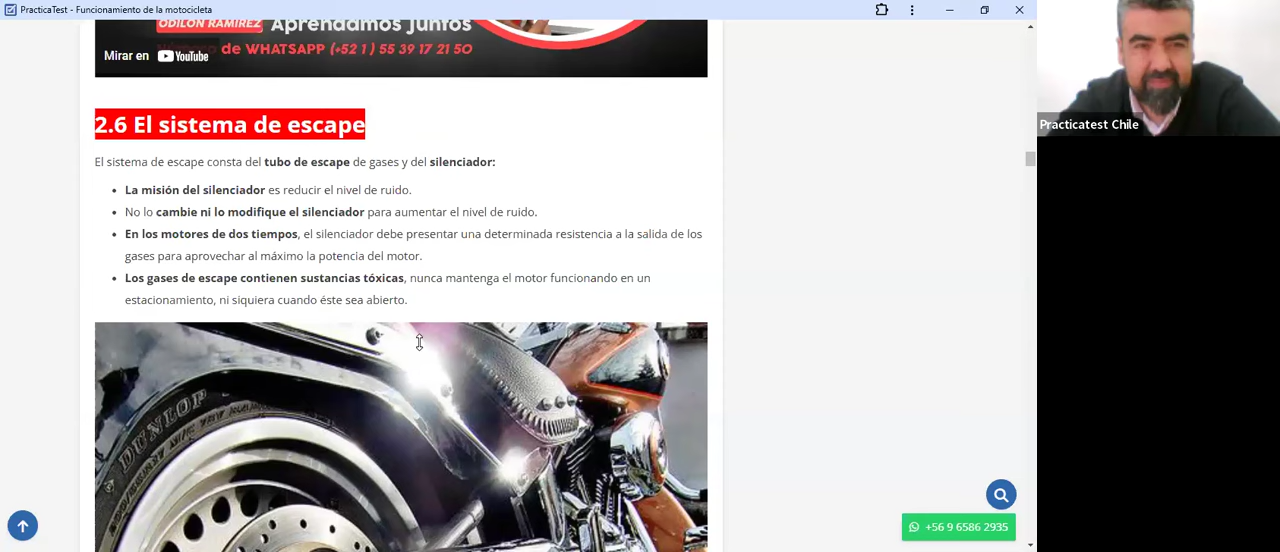 PracticaTest - Funcionamiento de la motocicleta
ODILON RAMIREZ Aprendamos Juntos
de WHATSAPP (+52 1 ) 55 39 17 21 50
Mirar en YouTube
2.6 El sistema de escape
Practicatest Chile
El sistema de escape consta del tubo de escape de gases y del silenciador:
• La misión del silenciador es reducir el nivel de ruido.
• No lo cambie ni lo modifique el silenciador para aumentar el nivel de ruido.
• En los motores de dos tiempos, el silenciador debe presentar una determinada resistencia a la salida de los
gases para aprovechar al máximo la potencia del motor.
• Los gases de escape contienen sustancias tóxicas, nunca mantenga el motor funcionando en un
estacionamiento, ni siquiera cuando éste sea abierto.
DUNLOP
+56 9 6586 2935